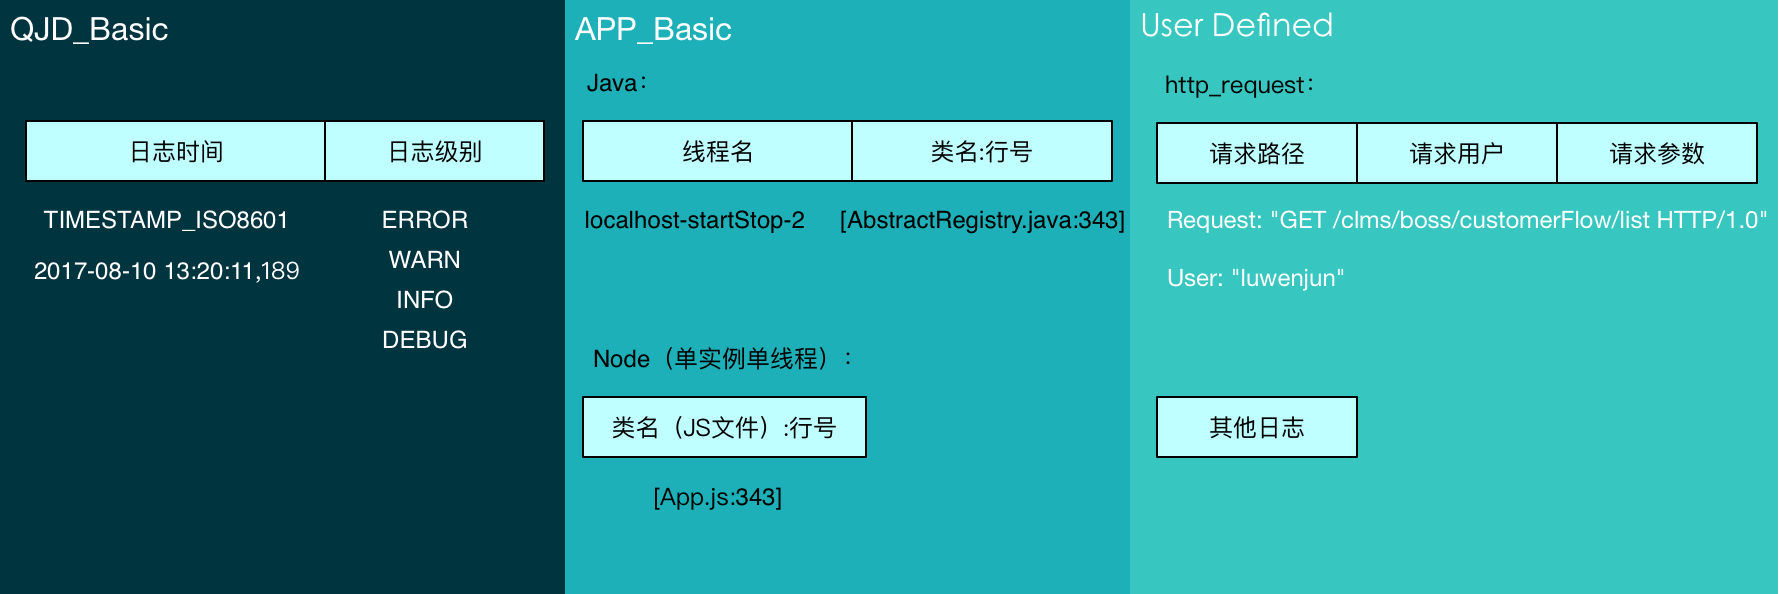 QJD_Basic
日志时间 日志级别
TIMESTAMP_ISO8601
2017-08-10 13:20:11,189
ERROR
WARN
INFO
DEBUG
APP_Basic
Java：
线程名 类名:行号
localhost-startStop-2 [AbstractRegistry.java:343]
Node（单实例单线程）：
类名（JS文件）:行号
[App.js:343]
User Defined
http_request：
请求路径 请求用户 请求参数
Request: "GET /clms/boss/customerFlow/list HTTP/1.0"
User: "luwenjun"
其他日志